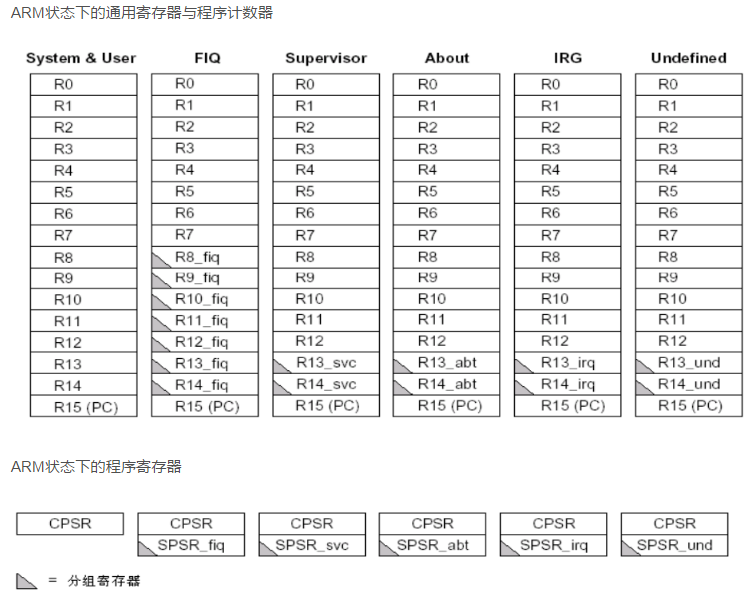 ARM状态下的通用寄存器与程序计数器
System & User FIQ Supervisor About IRG Undefined
R0 R0 R0 R0 R0 R0
R1 R1 R1 R1 R1 R1
R2 R2 R2 R2 R2 R2
R3 R3 R3 R3 R3 R3
R4 R4 R4 R4 R4 R4
R5 R5 R5 R5 R5 R5
R6 R6 R6 R6 R6 R6
R7 R7 R7 R7 R7 R7
R8 R8_fiq R8 R8 R8 R8
R9 R9_fiq R9 R9 R9 R9
R10 R10_fiq R10 R10 R10 R10
R11 R11_fiq R11 R11 R11 R11
R12 R12_fiq R12 R12 R12 R12
R13 R13_fiq R13_svc R13_abt R13_irq R13_und
R14 R14_fiq R14_svc R14_abt R14_irq R14_und
R15 (PC) R15 (PC) R15 (PC) R15 (PC) R15 (PC) R15 (PC)
ARM状态下的程序寄存器
CPSR CPSR CPSR CPSR CPSR CPSR
SPSR_fiq SPSR_svc SPSR_abt SPSR_irq SPSR_und
= 分组寄存器